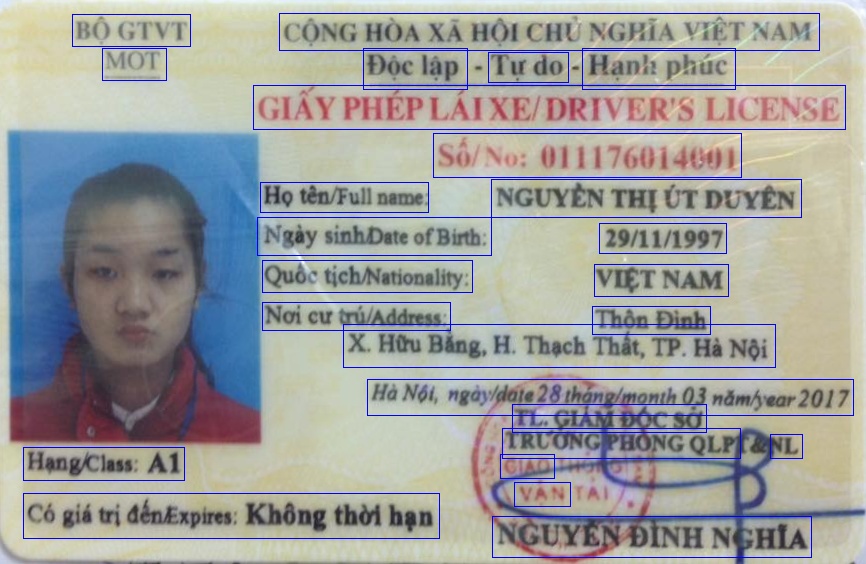 BỘ GTVT
MOT
CỘNG HÒA XÃ HỘI CHỦ NGHĨA VIỆT NAM
Độc lập - Tự do - Hạnh phúc
GIẤY PHÉP LÁI XE/ DRIVER'S LICENSE
Số/No: 011176014001
Họ tên/Full name: NGUYỄN THỊ ÚT DUYÊN
Ngày sinh/Date of Birth: 29/11/1997
Quốc tịch/Nationality: VIỆT NAM
Nơi cư trú/Address: Thôn Đình
X. Hữu Bằng, H. Thạch Thất, TP. Hà Nội
Hà Nội, ngày/date 28 tháng/month 03 năm/year 2017
TL. GIÁM ĐỐC SỞ
TRƯỞNG PHÒNG QLPT&NL
GIAO THÔNG
VẬN TẢI
Hạng/Class: A1
Có giá trị đến/Expires: Không thời hạn
NGUYỄN ĐÌNH NGHĨA